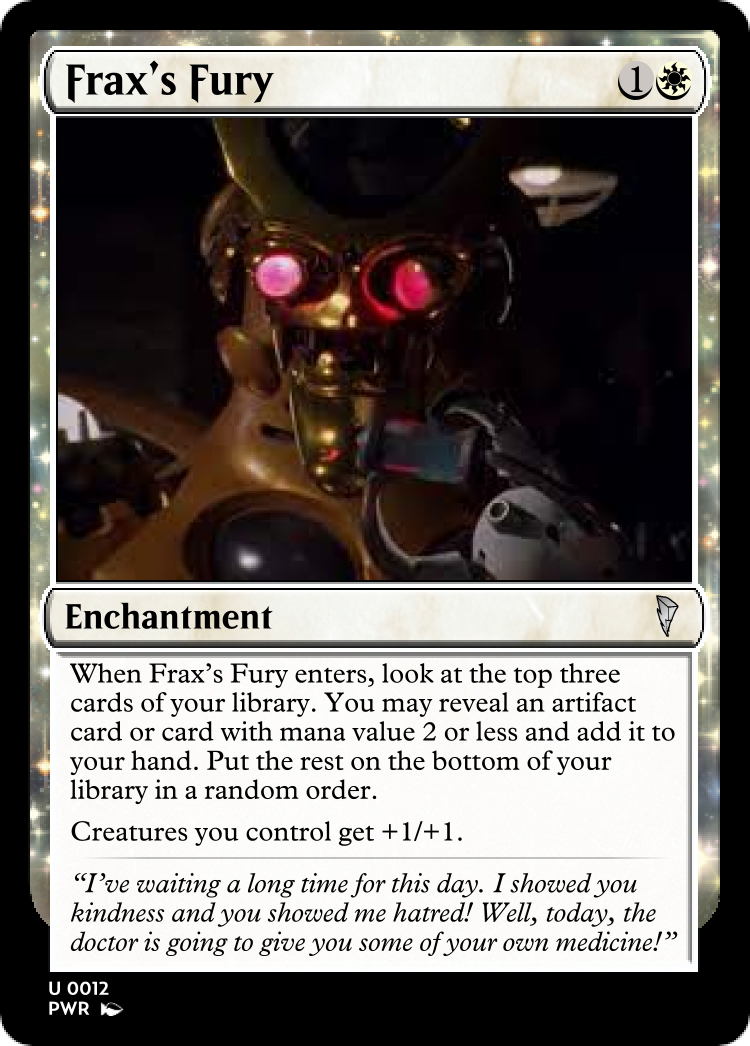 Frax's Fury
1
Enchantment
When Frax's Fury enters, look at the top three
cards of your library. You may reveal an artifact
card or card with mana value 2 or less and add it to
your hand. Put the rest on the bottom of your
library in a random order.
Creatures you control get +1/+1.
“I've waiting a long time for this day. I showed you
kindness and you showed me hatred! Well, today, the
doctor is going to give you some of your own medicine!”
U 0012
PWR